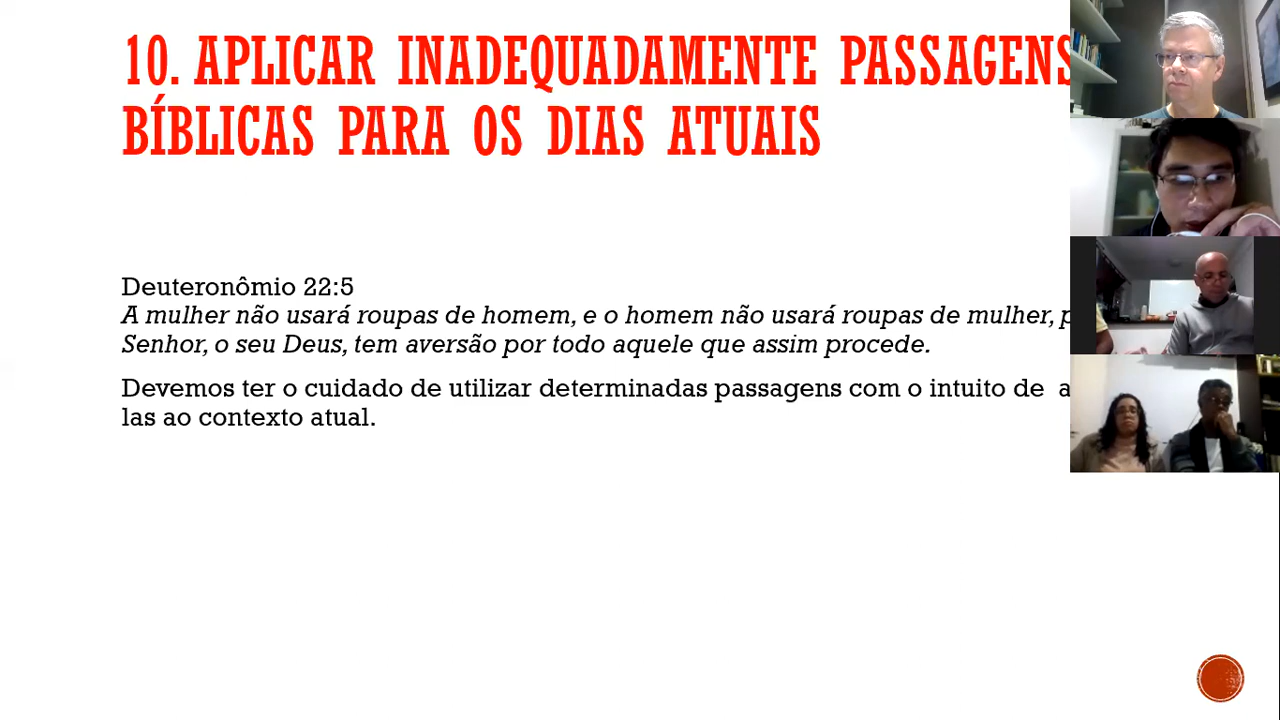 10. APLICAR INADEQUADAMENTE PASSAGENS
BÍBLICAS PARA OS DIAS ATUAIS
Deuteronômio 22:5
A mulher não usará roupas de homem, e o homem não usará roupas de mulher,
Senhor, o seu Deus, tem aversão por todo aquele que assim procede.
Devemos ter o cuidado de utilizar determinadas passagens com o intuito de
las ao contexto atual.